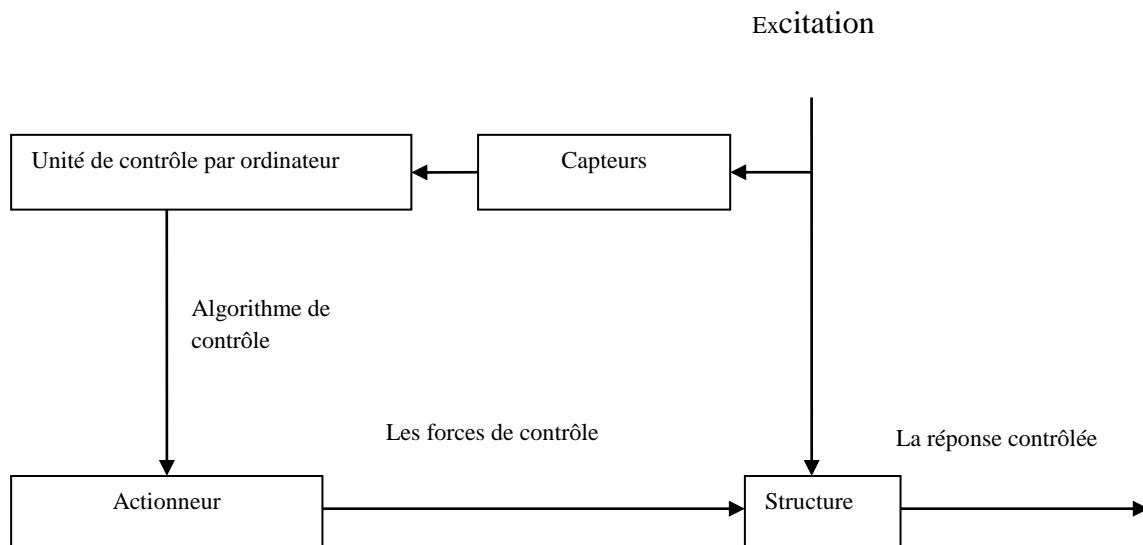 Excitation
Unité de contrôle par ordinateur
Capteurs
Algorithme de
contrôle
Les forces de contrôle
La réponse contrôlée
Actionneur
Structure